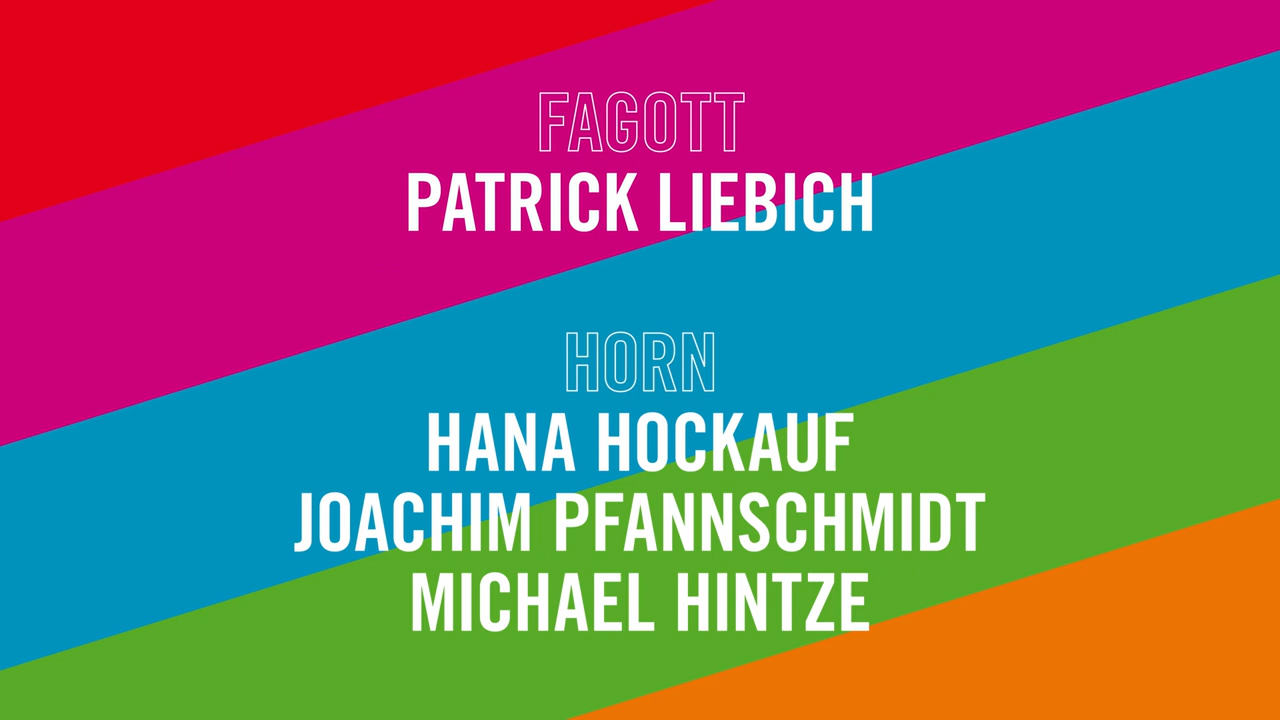 FAGOTT
PATRICK LIEBICH
HORN
HANA HOCKAUF
JOACHIM PFANNSCHMIDT
MICHAEL HINTZE